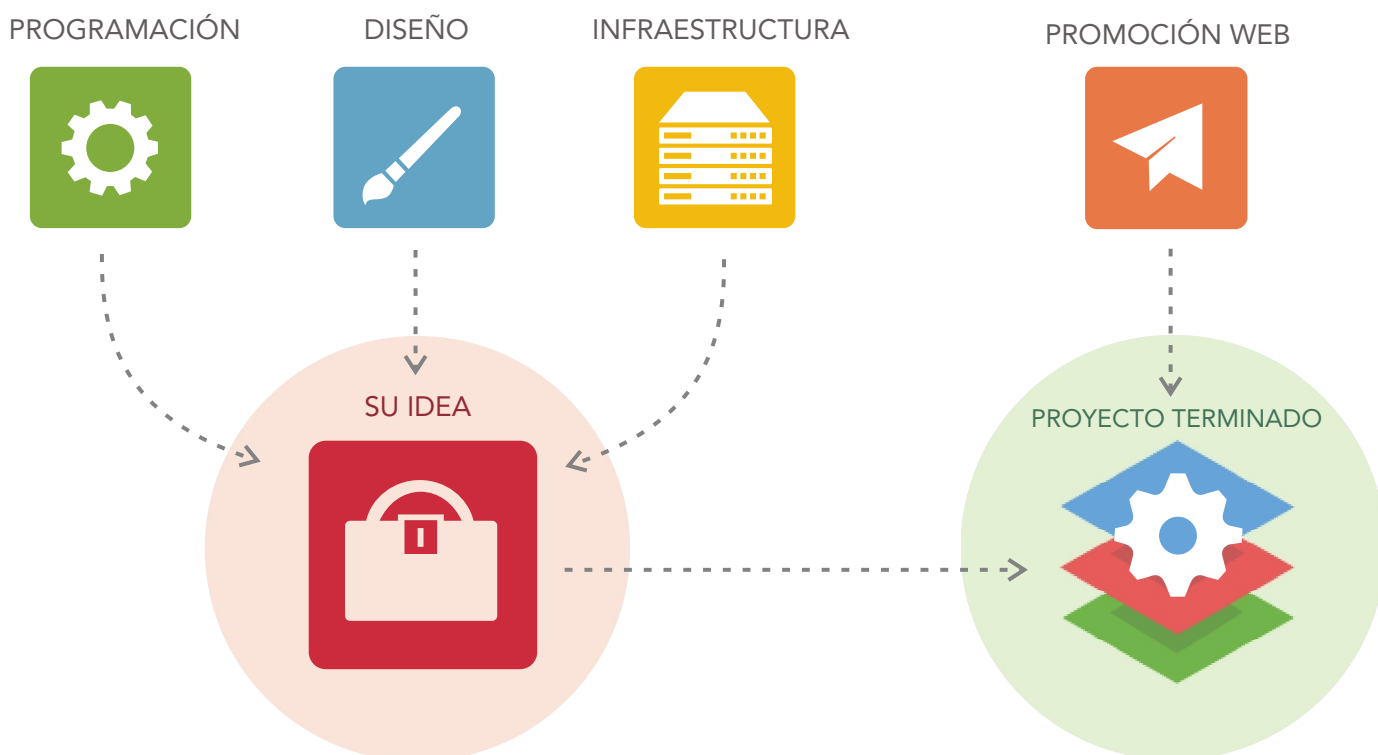 PROGRAMACIÓN
DISEÑO
INFRAESTRUCTURA
PROMOCIÓN WEB
SU IDEA
PROYECTO TERMINADO